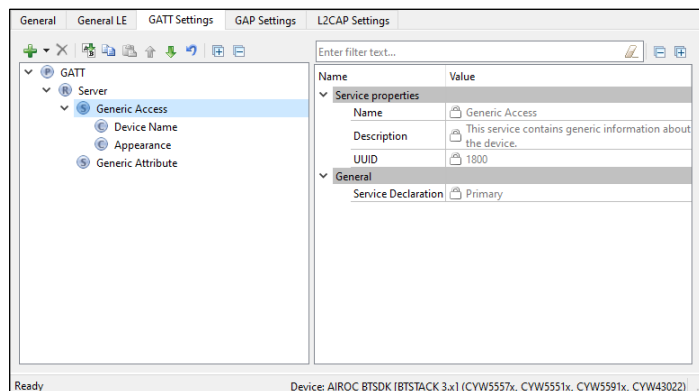 General General LE GATT Settings GAP Settings L2CAP Settings
Enter filter text...
P GATT
R Server
S Generic Access
C Device Name
C Appearance
S Generic Attribute
Name Value
Service properties
Name Generic Access
Description This service contains generic information about
the device.
UUID 1800
General
Service Declaration Primary
Ready Device: AIROC BTSDK [BTSTACK 3.x] (CYW5557x, CYW5551x, CYW5591x, CYW43022)